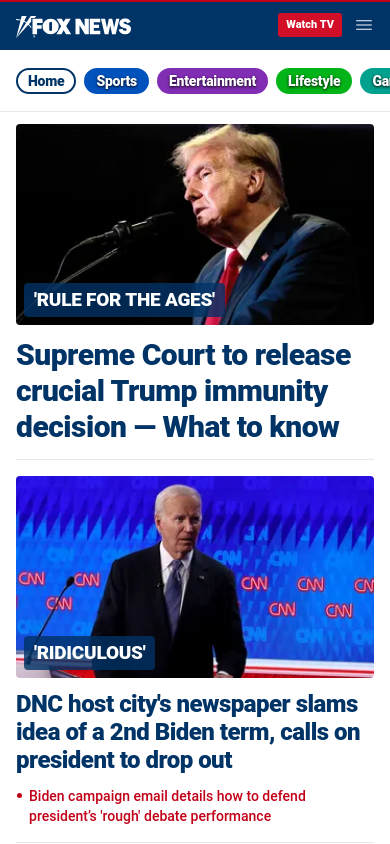 FOX NEWS
Watch TV
Home Sports Entertainment Lifestyle Ga
'RULE FOR THE AGES'
Supreme Court to release
crucial Trump immunity
decision — What to know
CNN CNN CNN CNN CNN
CNN CNN CNN
'RIDICULOUS'
DNC host city's newspaper slams
idea of a 2nd Biden term, calls on
president to drop out
• Biden campaign email details how to defend
president’s 'rough' debate performance